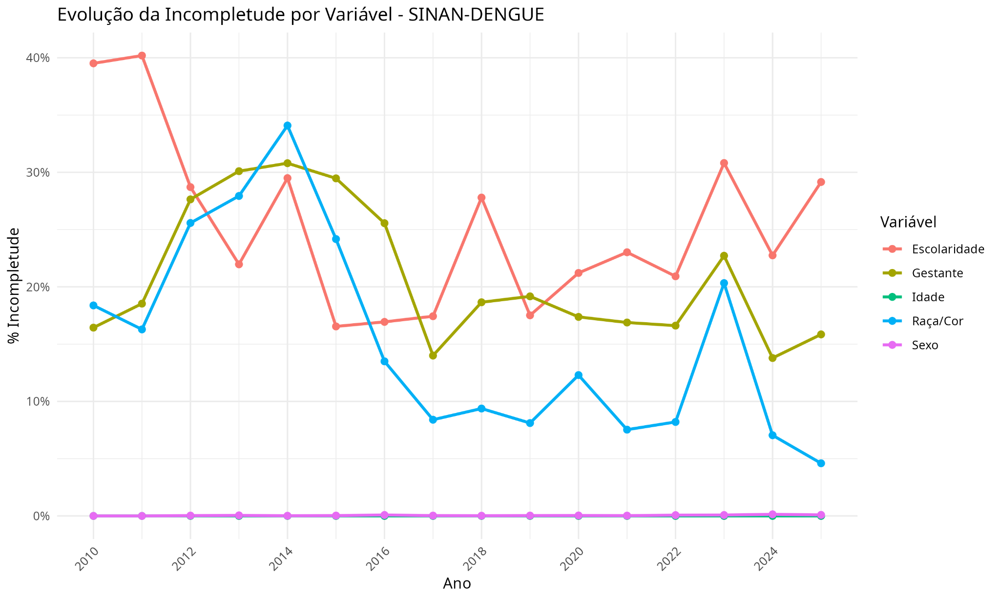 Evolução da Incompletude por Variável - SINAN-DENGUE
% Incompletude
40%
30%
20%
10%
0%
2010
2012
2014
2016
2018
2020
2022
2024
Ano
Variável
Escolaridade
Gestante
Idade
Raça/Cor
Sexo